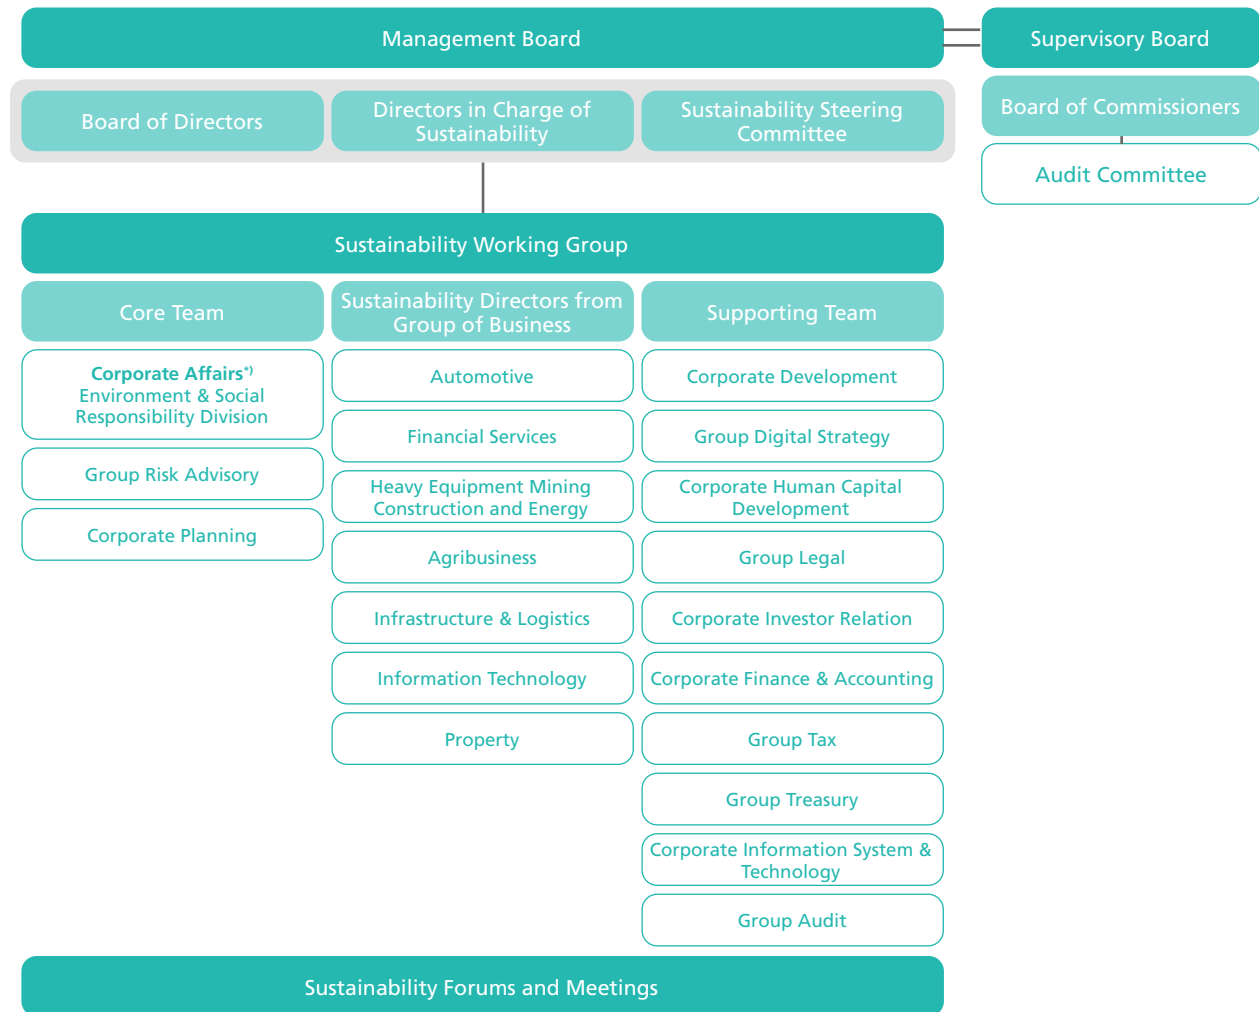 Management Board
Supervisory Board
Board of Directors
Directors in Charge of
Sustainability
Sustainability Steering
Committee
Board of Commissioners
Audit Committee
Sustainability Working Group
Core Team
Sustainability Directors from
Group of Business
Supporting Team
Corporate Affairs*)
Environment & Social
Responsibility Division
Group Risk Advisory
Corporate Planning
Automotive
Financial Services
Heavy Equipment Mining
Construction and Energy
Agribusiness
Infrastructure & Logistics
Information Technology
Property
Corporate Development
Group Digital Strategy
Corporate Human Capital
Development
Group Legal
Corporate Investor Relation
Corporate Finance & Accounting
Group Tax
Group Treasury
Corporate Information System &
Technology
Group Audit
Sustainability Forums and Meetings